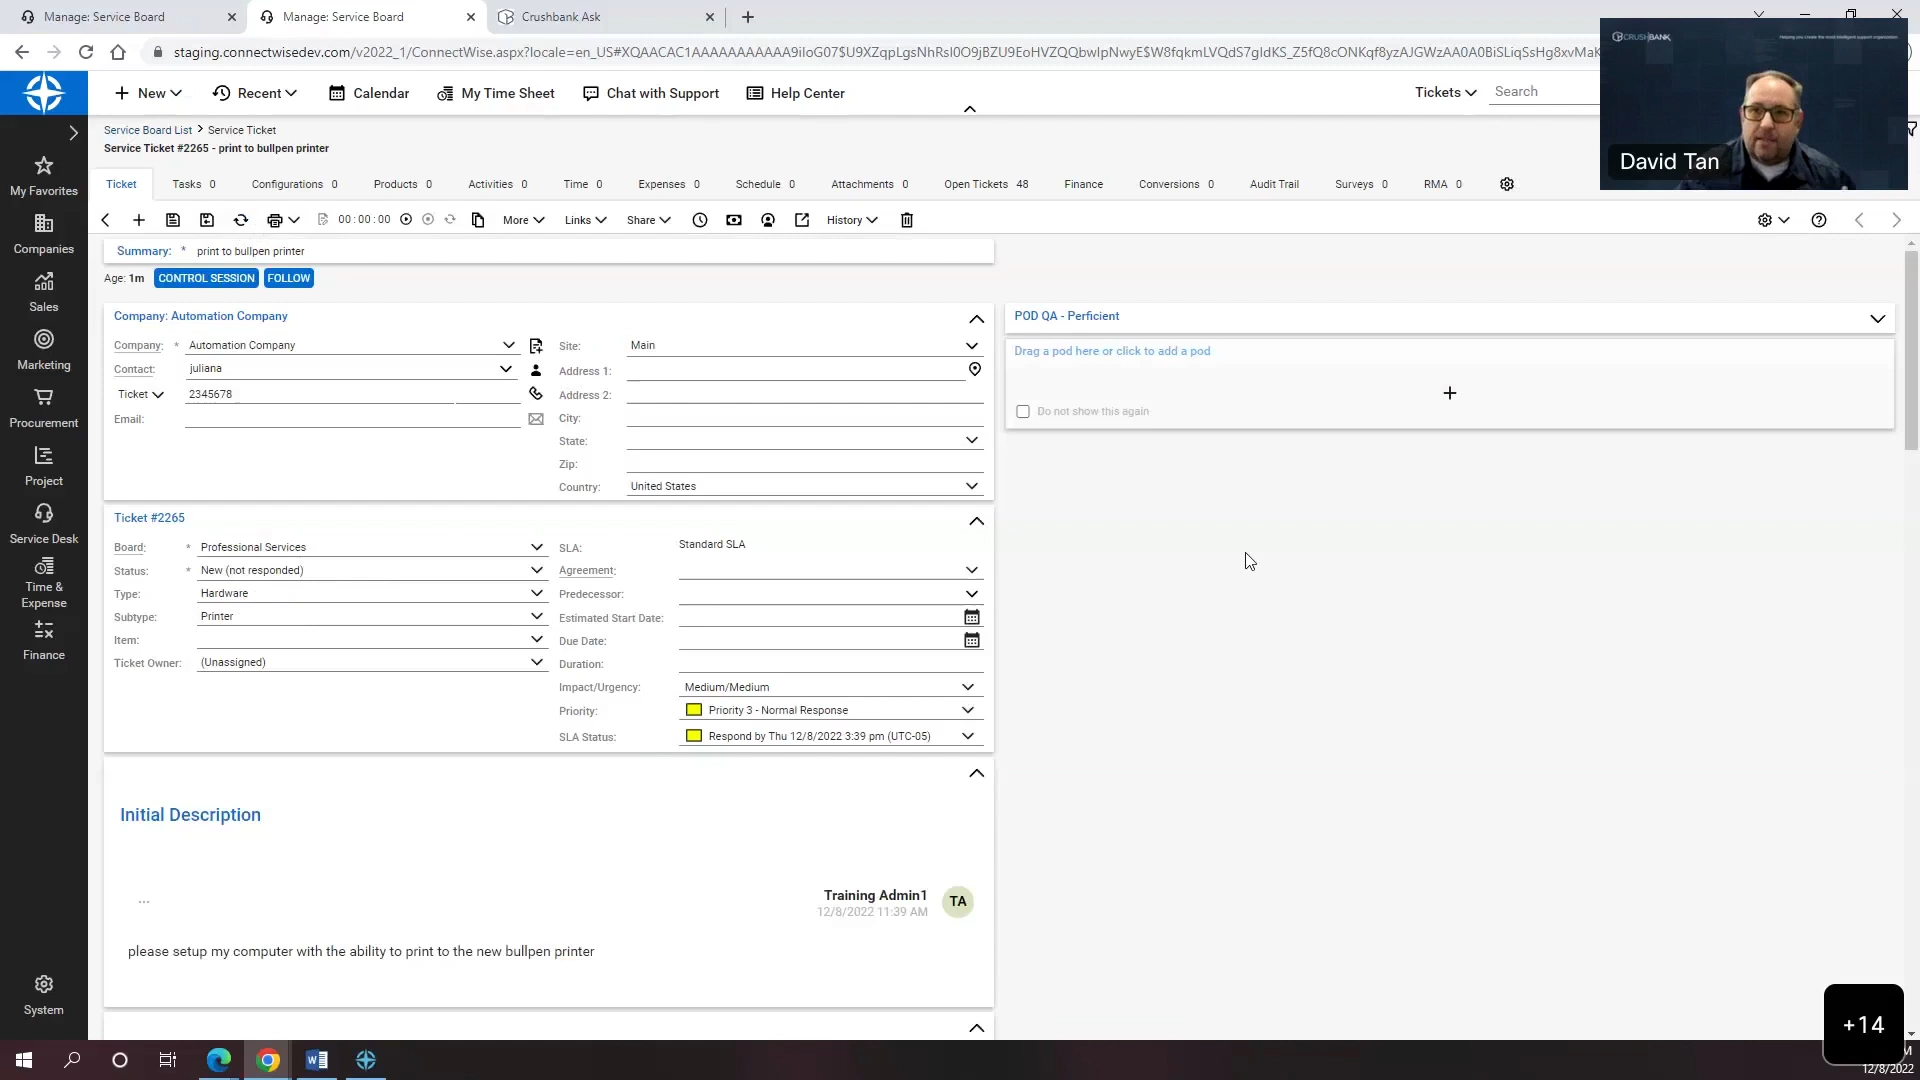 Manage: Service Board
Manage: Service Board
Crushbank Ask
staging.connectwisedev.com/v2022_1/ConnectWise.aspx?locale=en_US#
New
Recent
Calendar
My Time Sheet
Chat with Support
Help Center
Tickets
Search
CRUSHBANK
David Tan
Service Board List > Service Ticket
Service Ticket #2265 - print to bullpen printer
Ticket
Tasks 0
Configurations 0
Products 0
Activities 0
Time 0
Expenses 0
Schedule 0
Attachments 0
Open Tickets 48
Finance
Conversions 0
Audit Trail
Surveys 0
RMA 0
00:00:00
More
Links
Share
History
My Favorites
Companies
Sales
Marketing
Procurement
Project
Service Desk
Time &
Expense
Finance
System
Summary: * print to bullpen printer
Age: 1m CONTROL SESSION FOLLOW
Company: Automation Company
Company: * Automation Company
Contact: juliana
Ticket 2345678
Email:
Site: Main
Address 1:
Address 2:
City:
State:
Zip:
Country: United States
POD QA - Perficient
Drag a pod here or click to add a pod
Do not show this again
Ticket #2265
Board: * Professional Services
Status: * New (not responded)
Type: Hardware
Subtype: Printer
Item:
Ticket Owner: (Unassigned)
SLA: Standard SLA
Agreement:
Predecessor:
Estimated Start Date:
Due Date:
Duration:
Impact/Urgency: Medium/Medium
Priority: Priority 3 - Normal Response
SLA Status: Respond by Thu 12/8/2022 3:39 pm (UTC-05)
Initial Description
...
Training Admin1
12/8/2022 11:39 AM
TA
please setup my computer with the ability to print to the new bullpen printer
+14
12/8/2022